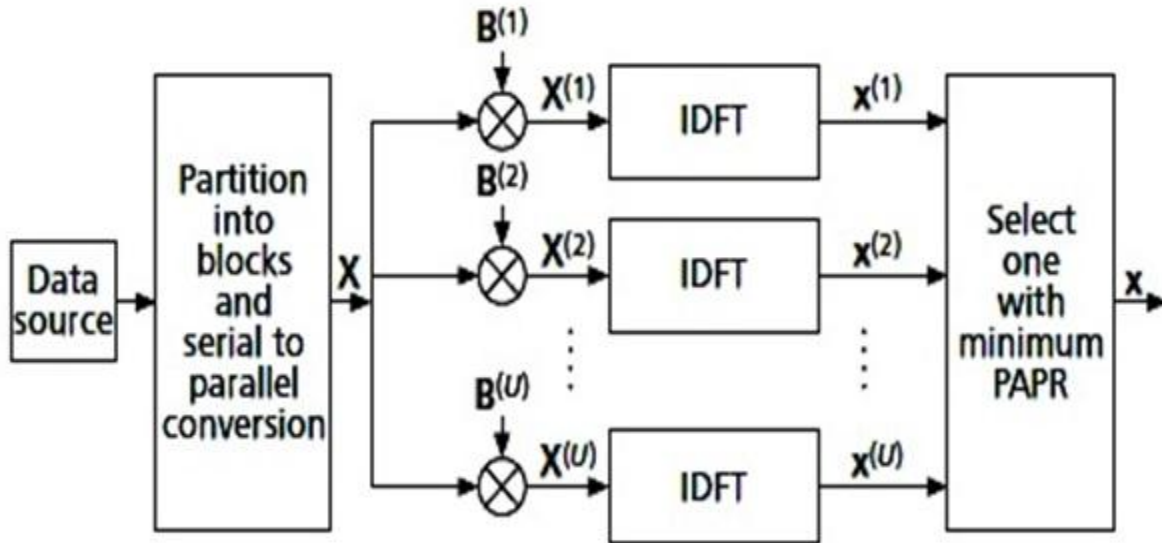 Data
source
Partition
into
blocks
and
serial to
parallel
conversion
X
B(1)
X(1)
IDFT
x(1)
B(2)
X(2)
IDFT
x(2)
B(U)
X(U)
IDFT
x(U)
Select
one
with
minimum
PAPR
x